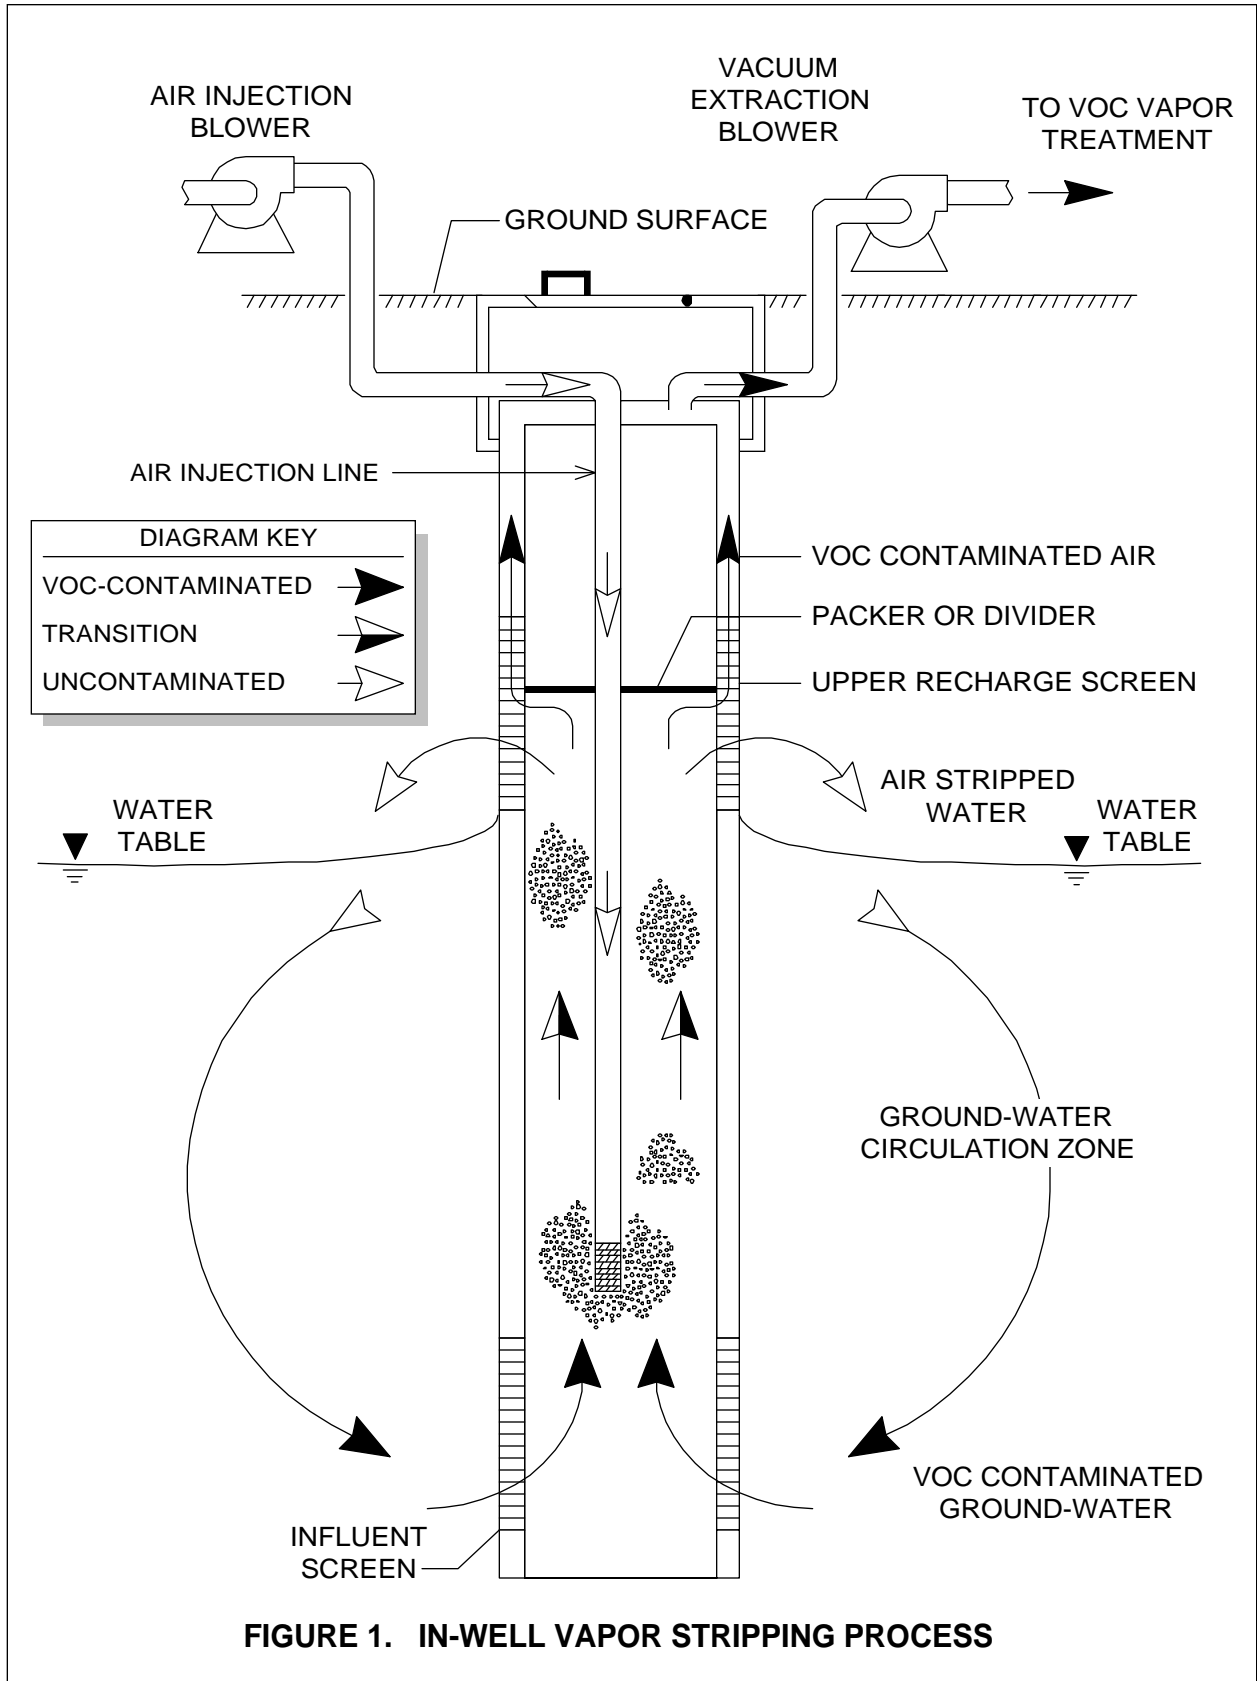 AIR INJECTION
BLOWER
VACUUM
EXTRACTION
BLOWER
TO VOC VAPOR
TREATMENT
GROUND SURFACE
AIR INJECTION LINE
DIAGRAM KEY
VOC-CONTAMINATED
TRANSITION
UNCONTAMINATED
VOC CONTAMINATED AIR
PACKER OR DIVIDER
UPPER RECHARGE SCREEN
AIR STRIPPED
WATER
WATER
TABLE
WATER
TABLE
GROUND-WATER
CIRCULATION ZONE
VOC CONTAMINATED
GROUND-WATER
INFLUENT
SCREEN
FIGURE 1. IN-WELL VAPOR STRIPPING PROCESS